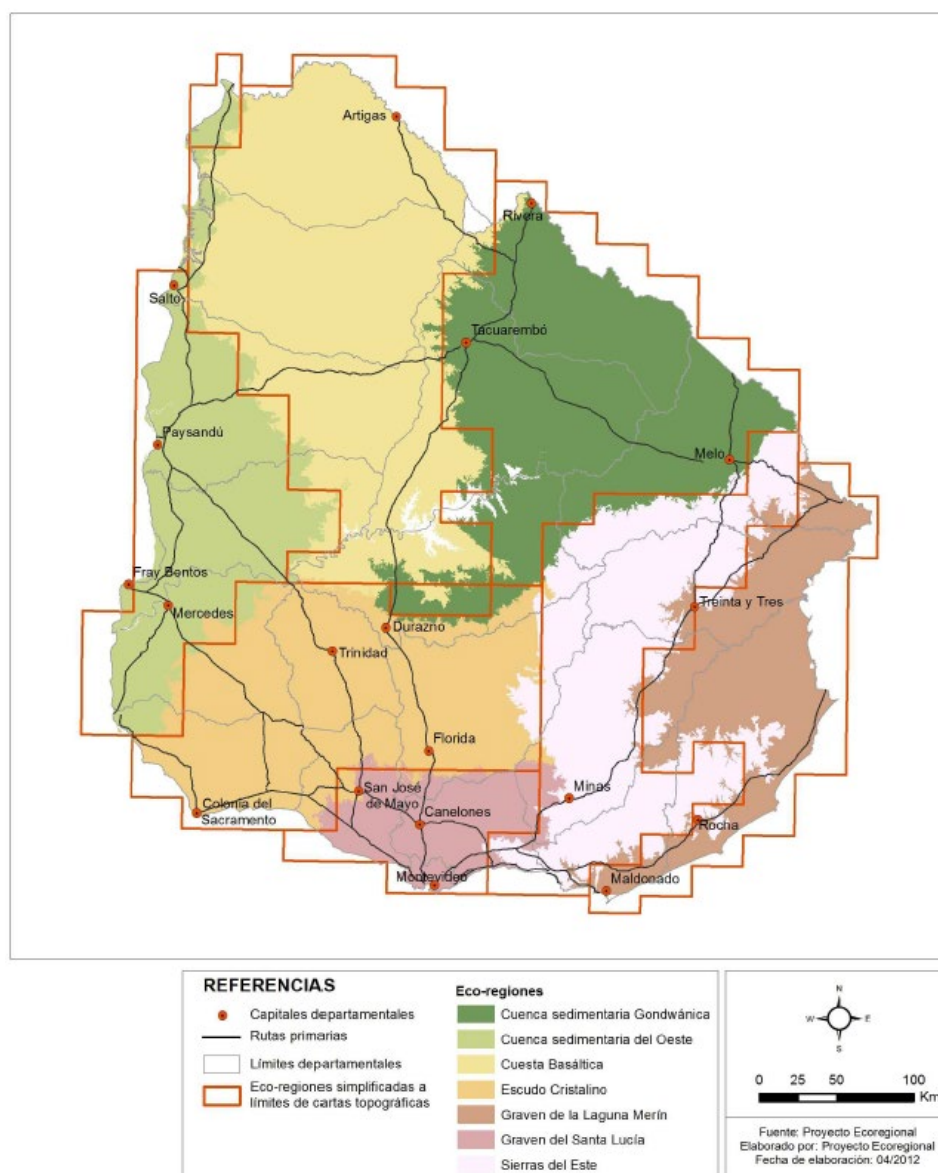 Artigas
Rivera
Salto
Tacuarembó
Paysandú
Melo
Fray Bentos
Mercedes
Treinta y Tres
Durazno
Trinidad
Florida
San José
de Mayo
Minas
Colonia del
Sacramento
Canelones
Rocha
Montevideo
Maldonado
REFERENCIAS
Capitales departamentales
Rutas primarias
Límites departamentales
Eco-regiones simplificadas a
límites de cartas topográficas
Eco-regiones
Cuenca sedimentaria Gondwánica
Cuenca sedimentaria del Oeste
Cuesta Basáltica
Escudo Cristalino
Graven de la Laguna Merín
Graven del Santa Lucía
Sierras del Este
N
W E
S
0 25 50 100
Km
Fuente: Proyecto Ecoregional
Elaborado por: Proyecto Ecoregional
Fecha de elaboración: 04/2012